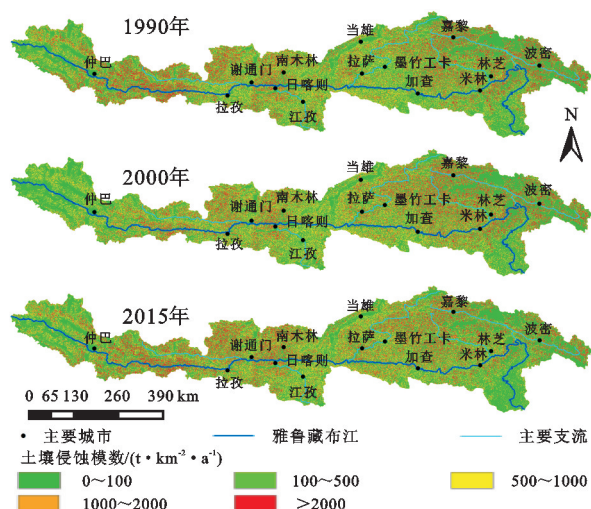 1990年
当雄
嘉黎
仲巴
谢通门
南木林
拉萨
墨竹工卡
林芝
波密
日喀则
加查
米林
拉孜
江孜
N
2000年
当雄
嘉黎
仲巴
谢通门
南木林
拉萨
墨竹工卡
林芝
波密
日喀则
加查
米林
拉孜
江孜
2015年
当雄
嘉黎
仲巴
谢通门
南木林
拉萨
墨竹工卡
林芝
波密
日喀则
加查
米林
拉孜
江孜
0 65 130 260 390 km
主要城市 雅鲁藏布江 主要支流
土壤侵蚀模数/(t·km⁻²·a⁻¹)
0~100 100~500 500~1000
1000~2000 >2000